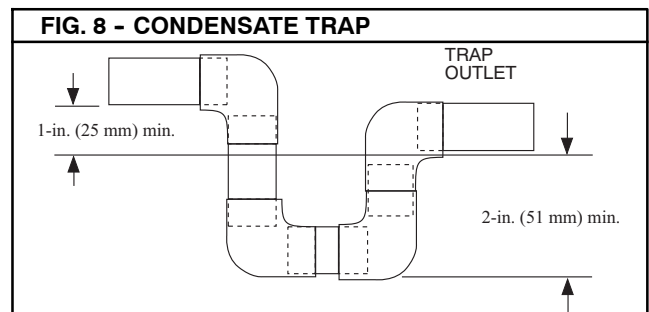 FIG. 8 - CONDENSATE TRAP
TRAP
OUTLET
1-in. (25 mm) min.
2-in. (51 mm) min.